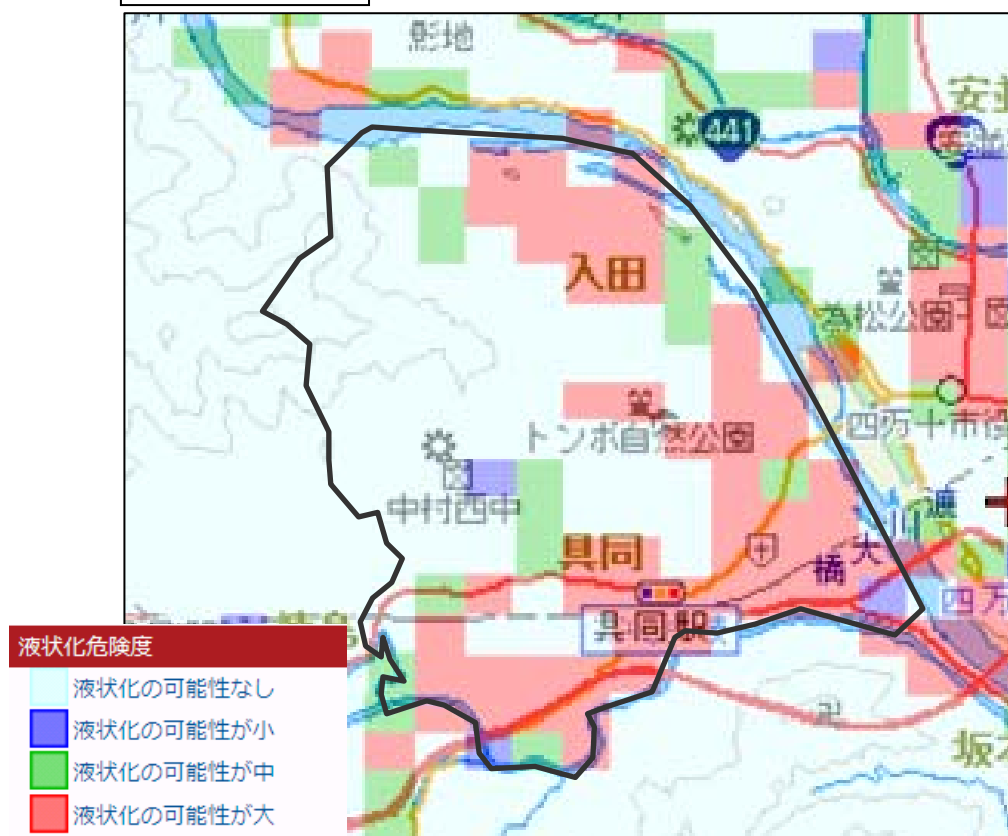 影地
441
入田
為松公園
トンボ自然公園
四万十市役
中村西中
具同
大
橋
川
渡
具同駅
四万
坂本
液状化危険度
液状化の可能性なし
液状化の可能性が小
液状化の可能性が中
液状化の可能性が大